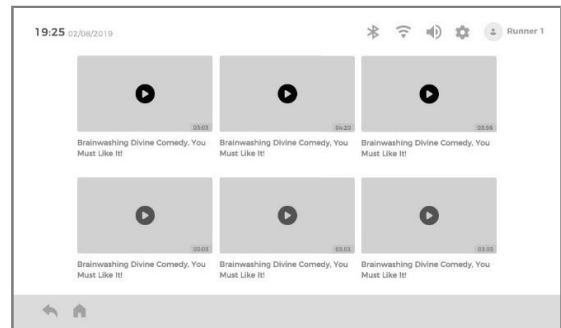 19:25 02/08/2019 Runner 1
03:03 04:20 03:56
Brainwashing Divine Comedy, You Brainwashing Divine Comedy, You Brainwashing Divine Comedy, You
Must Like It! Must Like It! Must Like It!
03:03 03:03 03:03
Brainwashing Divine Comedy, You Brainwashing Divine Comedy, You Brainwashing Divine Comedy, You
Must Like It! Must Like It! Must Like It!